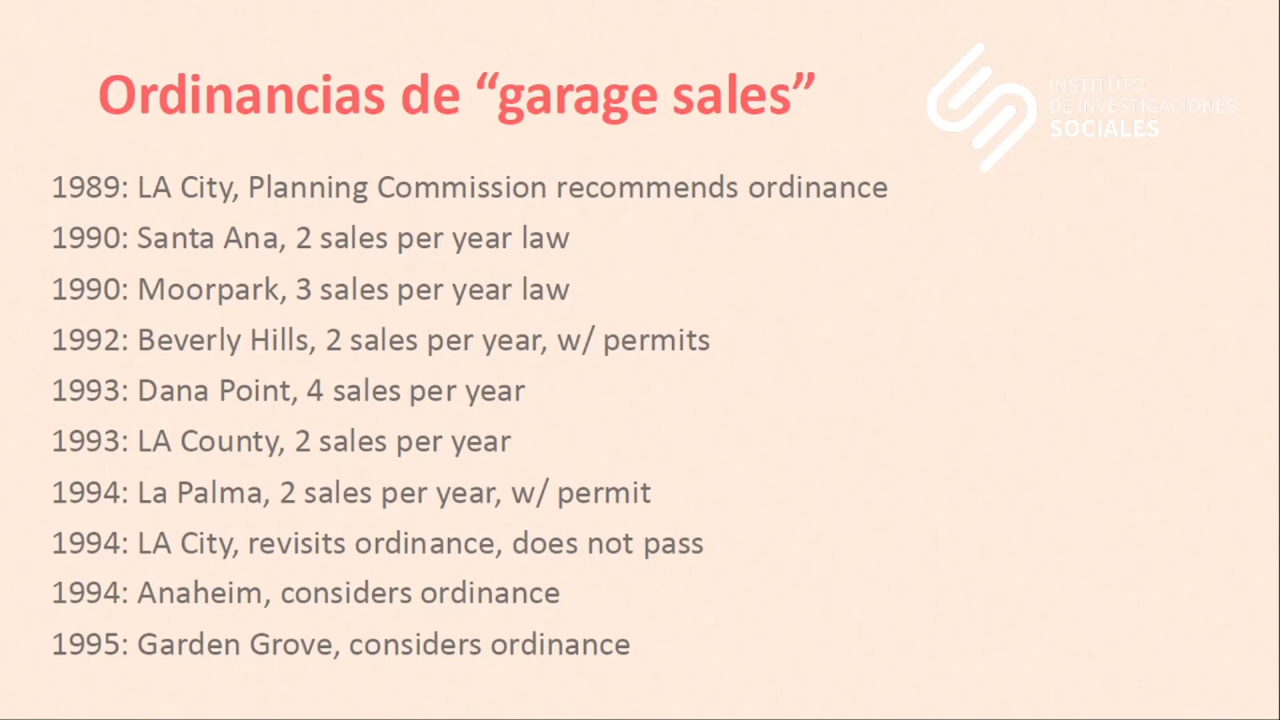 Ordinancias de “garage sales”
INSTITUTO
DE INVESTIGACIONES
SOCIALES
1989: LA City, Planning Commission recommends ordinance
1990: Santa Ana, 2 sales per year law
1990: Moorpark, 3 sales per year law
1992: Beverly Hills, 2 sales per year, w/ permits
1993: Dana Point, 4 sales per year
1993: LA County, 2 sales per year
1994: La Palma, 2 sales per year, w/ permit
1994: LA City, revisits ordinance, does not pass
1994: Anaheim, considers ordinance
1995: Garden Grove, considers ordinance